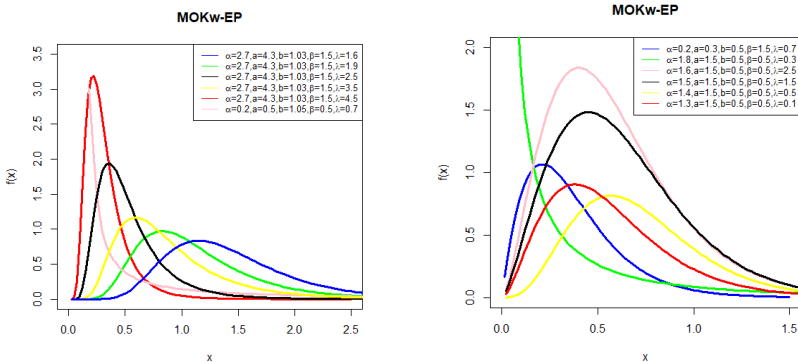 MOKw-EP
3.5
3.0
2.5
2.0
1.5
1.0
0.5
0.0
f(x)
α=2.7,a=4.3,b=1.03,β=1.5,λ=1.6
α=2.7,a=4.3,b=1.03,β=1.5,λ=1.9
α=2.7,a=4.3,b=1.03,β=1.5,λ=2.5
α=2.7,a=4.3,b=1.03,β=1.5,λ=3.5
α=2.7,a=4.3,b=1.03,β=1.5,λ=4.5
α=0.2,a=0.5,b=1.05,β=0.5,λ=0.7
0.0 0.5 1.0 1.5 2.0 2.5
x
MOKw-EP
2.0
1.5
1.0
0.5
0.0
f(x)
α=0.2,a=0.3,b=0.5,β=1.5,λ=0.7
α=1.8,a=1.5,b=0.5,β=0.5,λ=0.3
α=1.6,a=1.5,b=0.5,β=0.5,λ=2.5
α=1.5,a=1.5,b=0.5,β=0.5,λ=1.5
α=1.4,a=1.5,b=0.5,β=0.5,λ=0.5
α=1.3,a=1.5,b=0.5,β=0.5,λ=0.1
0.0 0.5 1.0 1.5
x